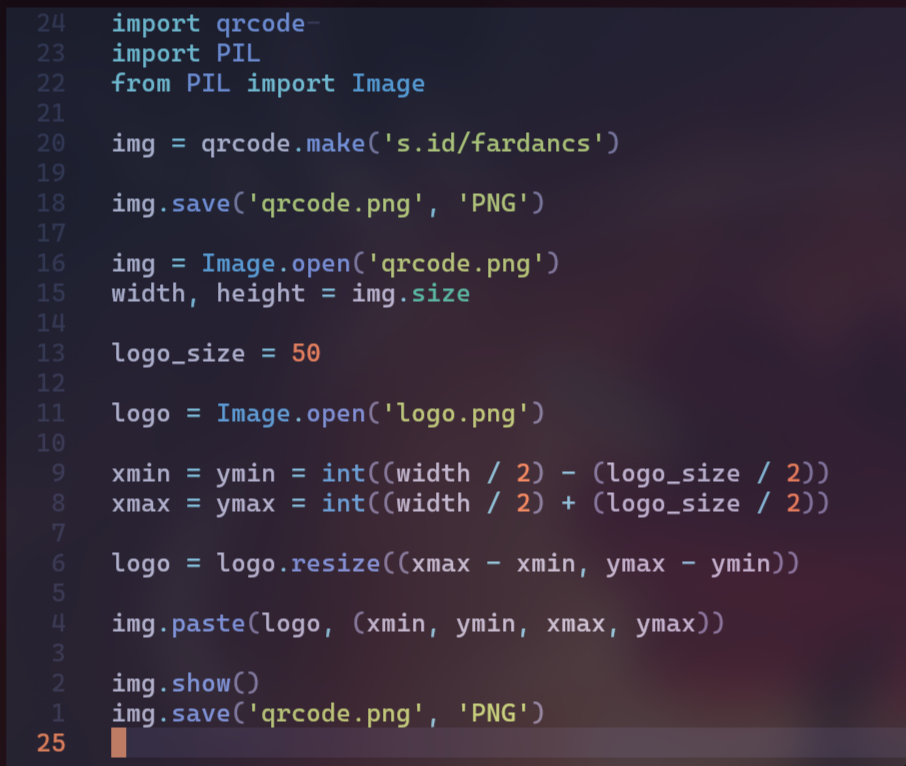 24 import qrcode
23 import PIL
22 from PIL import Image
21
20 img = qrcode.make('s.id/fardancs')
19
18 img.save('qrcode.png', 'PNG')
17
16 img = Image.open('qrcode.png')
15 width, height = img.size
14
13 logo_size = 50
12
11 logo = Image.open('logo.png')
10
9 xmin = ymin = int((width / 2) - (logo_size / 2))
8 xmax = ymax = int((width / 2) + (logo_size / 2))
7
6 logo = logo.resize((xmax - xmin, ymax - ymin))
5
4 img.paste(logo, (xmin, ymin, xmax, ymax))
3
2 img.show()
1 img.save('qrcode.png', 'PNG')
25